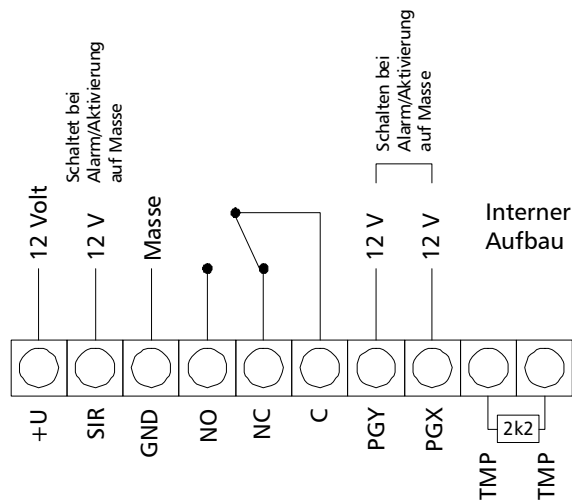 12 Volt
Schaltet bei
Alarm/Aktivierung
auf Masse
12 V
Masse
Schalten bei
Alarm/Aktivierung
auf Masse
12 V
12 V
Interner
Aufbau
+U
SIR
GND
NO
NC
C
PGY
PGX
2k2
TMP
TMP